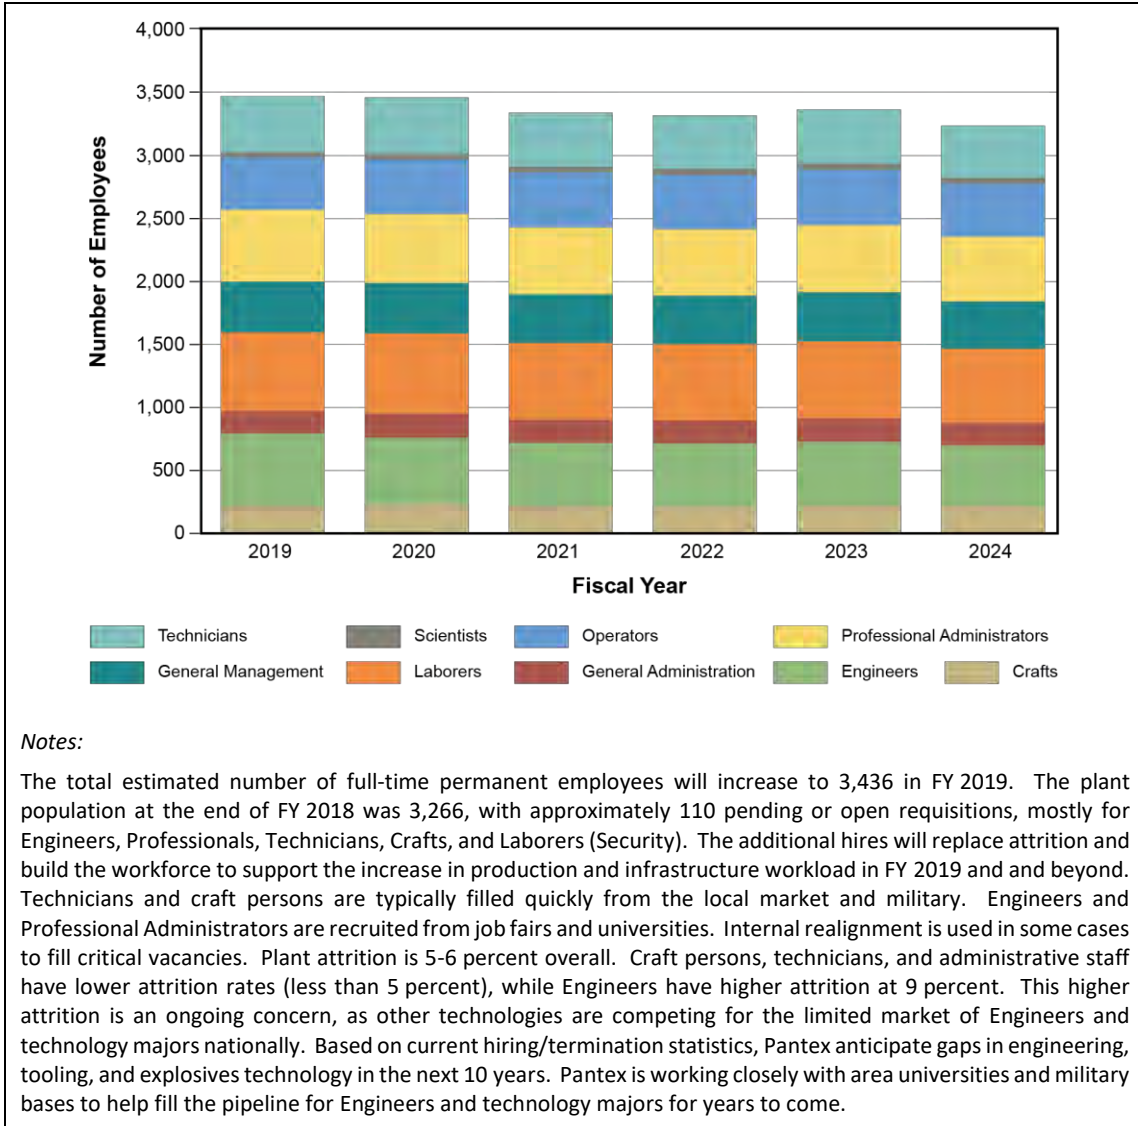 4,000
3,500
3,000
2,500
2,000
1,500
1,000
500
0
Number of Employees
2019 2020 2021 2022 2023 2024
Fiscal Year
Technicians Scientists Operators Professional Administrators
General Management Laborers General Administration Engineers Crafts
Notes:
The total estimated number of full-time permanent employees will increase to 3,436 in FY 2019. The plant
population at the end of FY 2018 was 3,266, with approximately 110 pending or open requisitions, mostly for
Engineers, Professionals, Technicians, Crafts, and Laborers (Security). The additional hires will replace attrition and
build the workforce to support the increase in production and infrastructure workload in FY 2019 and and beyond.
Technicians and craft persons are typically filled quickly from the local market and military. Engineers and
Professional Administrators are recruited from job fairs and universities. Internal realignment is used in some cases
to fill critical vacancies. Plant attrition is 5-6 percent overall. Craft persons, technicians, and administrative staff
have lower attrition rates (less than 5 percent), while Engineers have higher attrition at 9 percent. This higher
attrition is an ongoing concern, as other technologies are competing for the limited market of Engineers and
technology majors nationally. Based on current hiring/termination statistics, Pantex anticipate gaps in engineering,
tooling, and explosives technology in the next 10 years. Pantex is working closely with area universities and military
bases to help fill the pipeline for Engineers and technology majors for years to come.